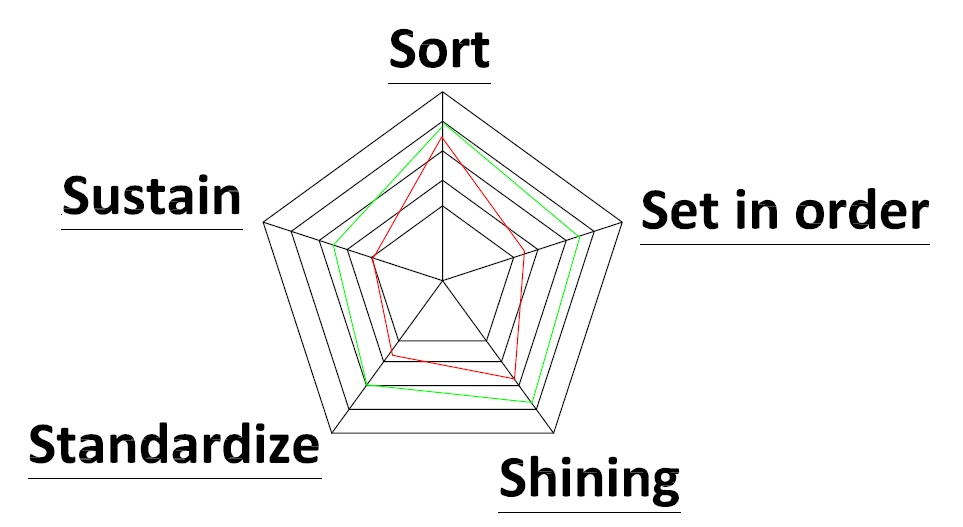 Sort
Sustain
Set in order
Standardize
Shining